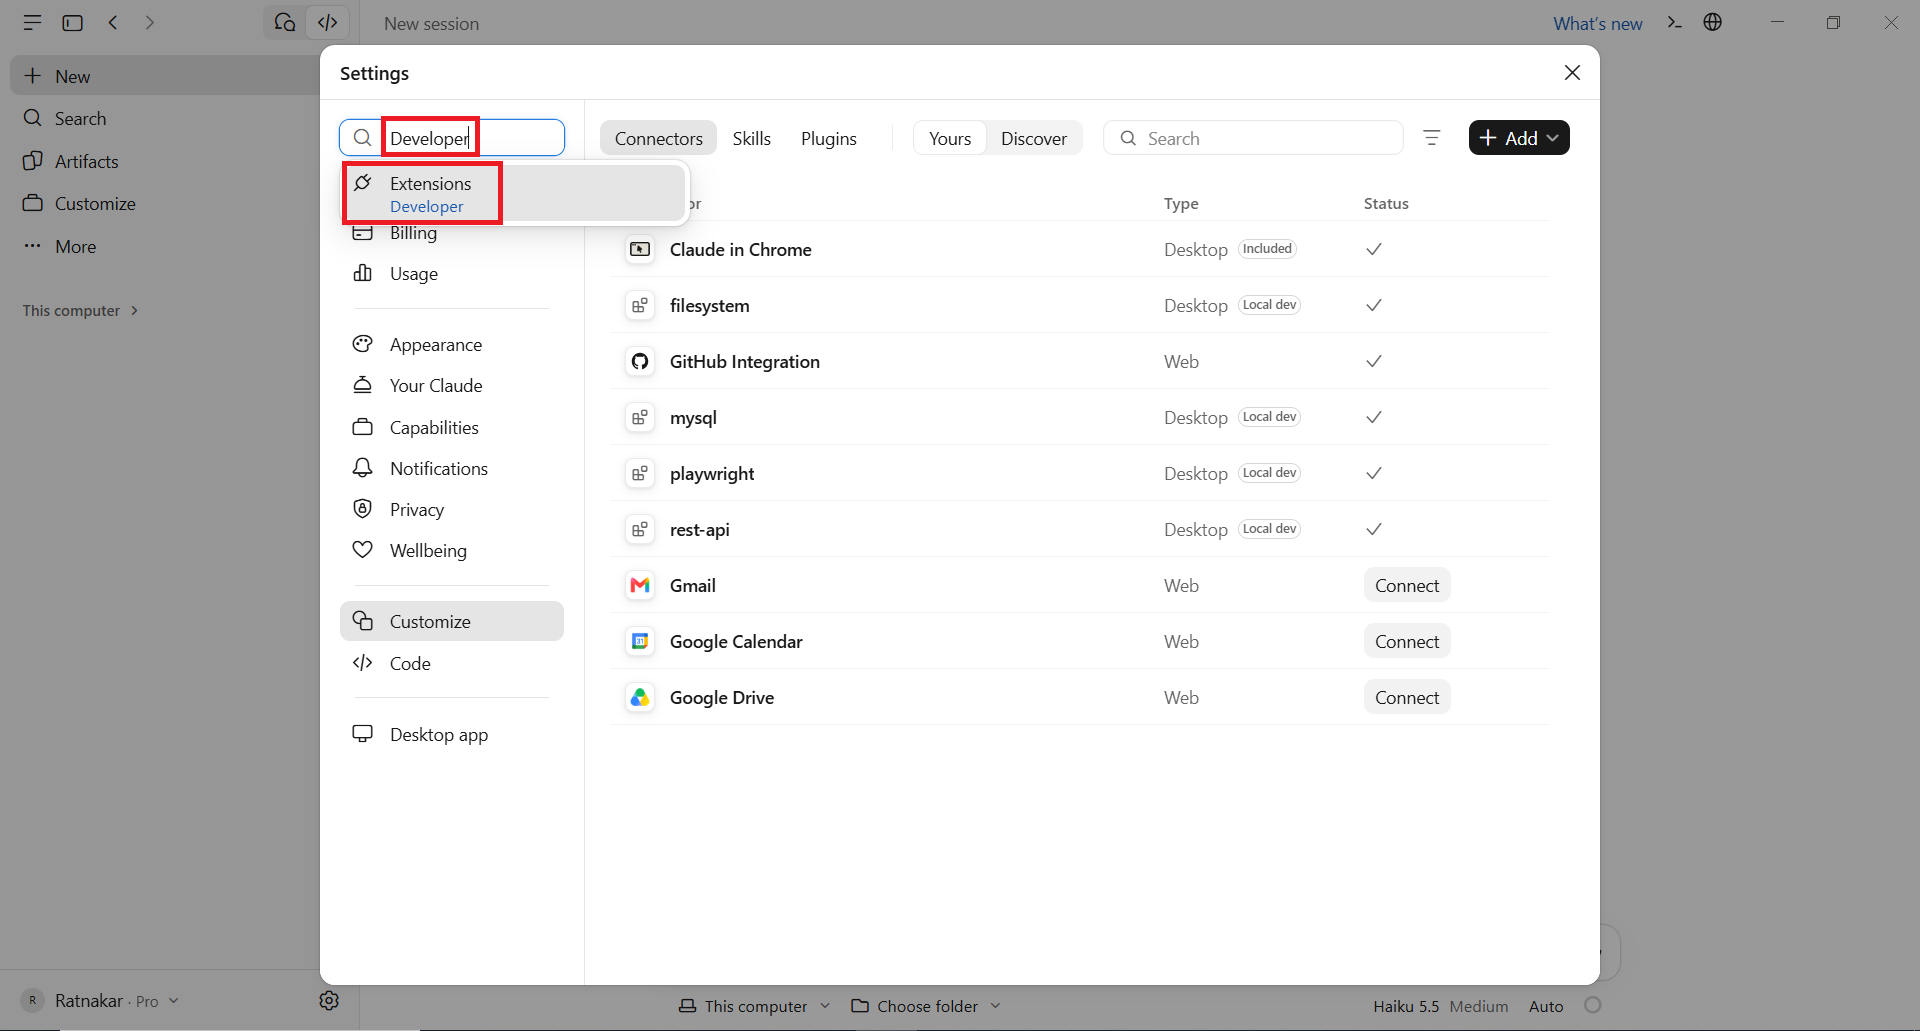 New session
What's new
New
Search
Artifacts
Customize
More
This computer
Settings
Developer
Extensions
Developer
Billing
Usage
Appearance
Your Claude
Capabilities
Notifications
Privacy
Wellbeing
Customize
Code
Desktop app
Connectors Skills Plugins Yours Discover Search Add
or Type Status
Claude in Chrome Desktop Included
filesystem Desktop Local dev
GitHub Integration Web
mysql Desktop Local dev
playwright Desktop Local dev
rest-api Desktop Local dev
Gmail Web Connect
31 Google Calendar Web Connect
Google Drive Web Connect
R Ratnakar · Pro
This computer Choose folder Haiku 5.5 Medium Auto